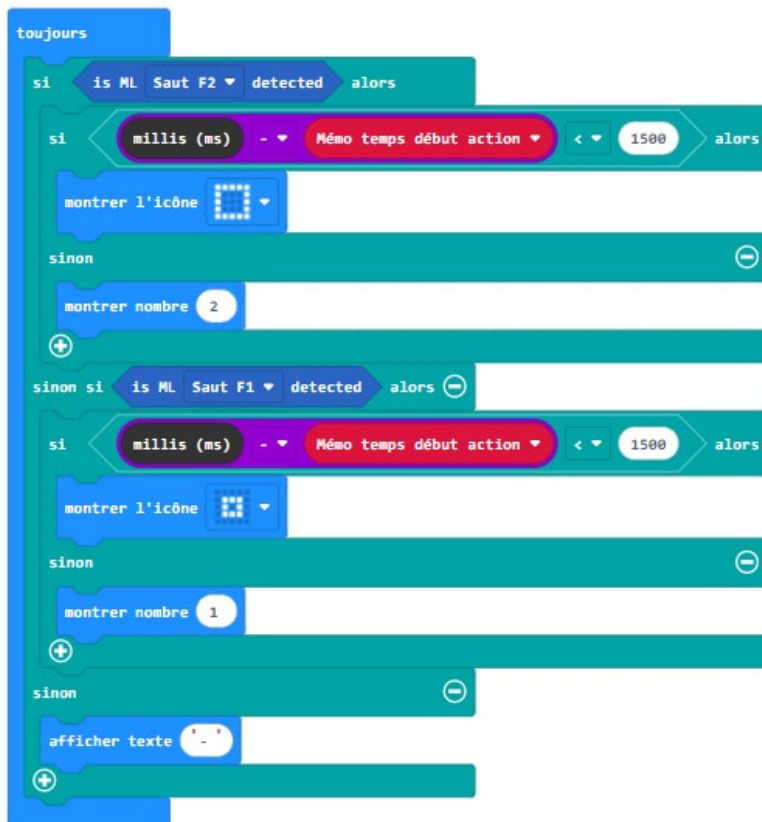 toujours
si is ML Saut F2 detected alors
si millis (ms) - Mémo temps début action < 1500 alors
montrer l'icône
sinon
montrer nombre 2
sinon si is ML Saut F1 detected alors
si millis (ms) - Mémo temps début action < 1500 alors
montrer l'icône
sinon
montrer nombre 1
sinon
afficher texte "-"